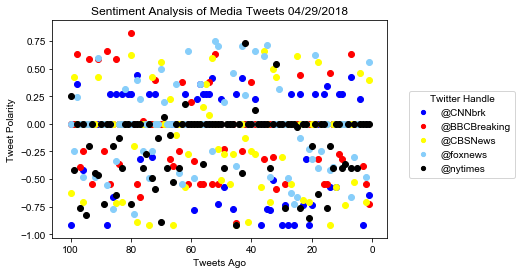 Sentiment Analysis of Media Tweets 04/29/2018
Tweet Polarity
0.75
0.50
0.25
0.00
−0.25
−0.50
−0.75
−1.00
100
80
60
40
20
0
Tweets Ago
Twitter Handle
@CNNbrk
@BBCBreaking
@CBSNews
@foxnews
@nytimes